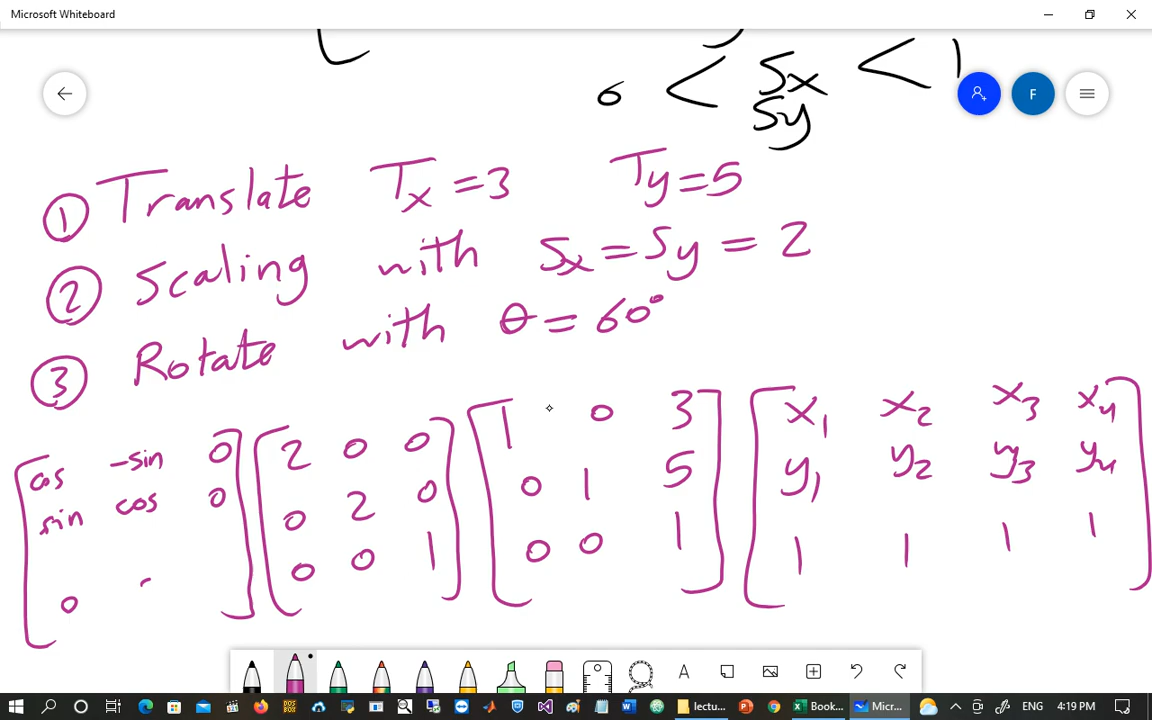 Microsoft Whiteboard
0 < Sx < 1
Sy
F
① Translate Tx = 3 Ty = 5
② Scaling with Sx = Sy = 2
③ Rotate with θ = 60°
cos -sin 0 2 0 0 1 0 3 x1 x2 x3 x4
sin cos 0 0 2 0 0 1 5 y1 y2 y3 y4
0 0 0 1 0 0 1 1 1 1 1
A
lectu...
Book...
Micr...
ENG 4:19 PM